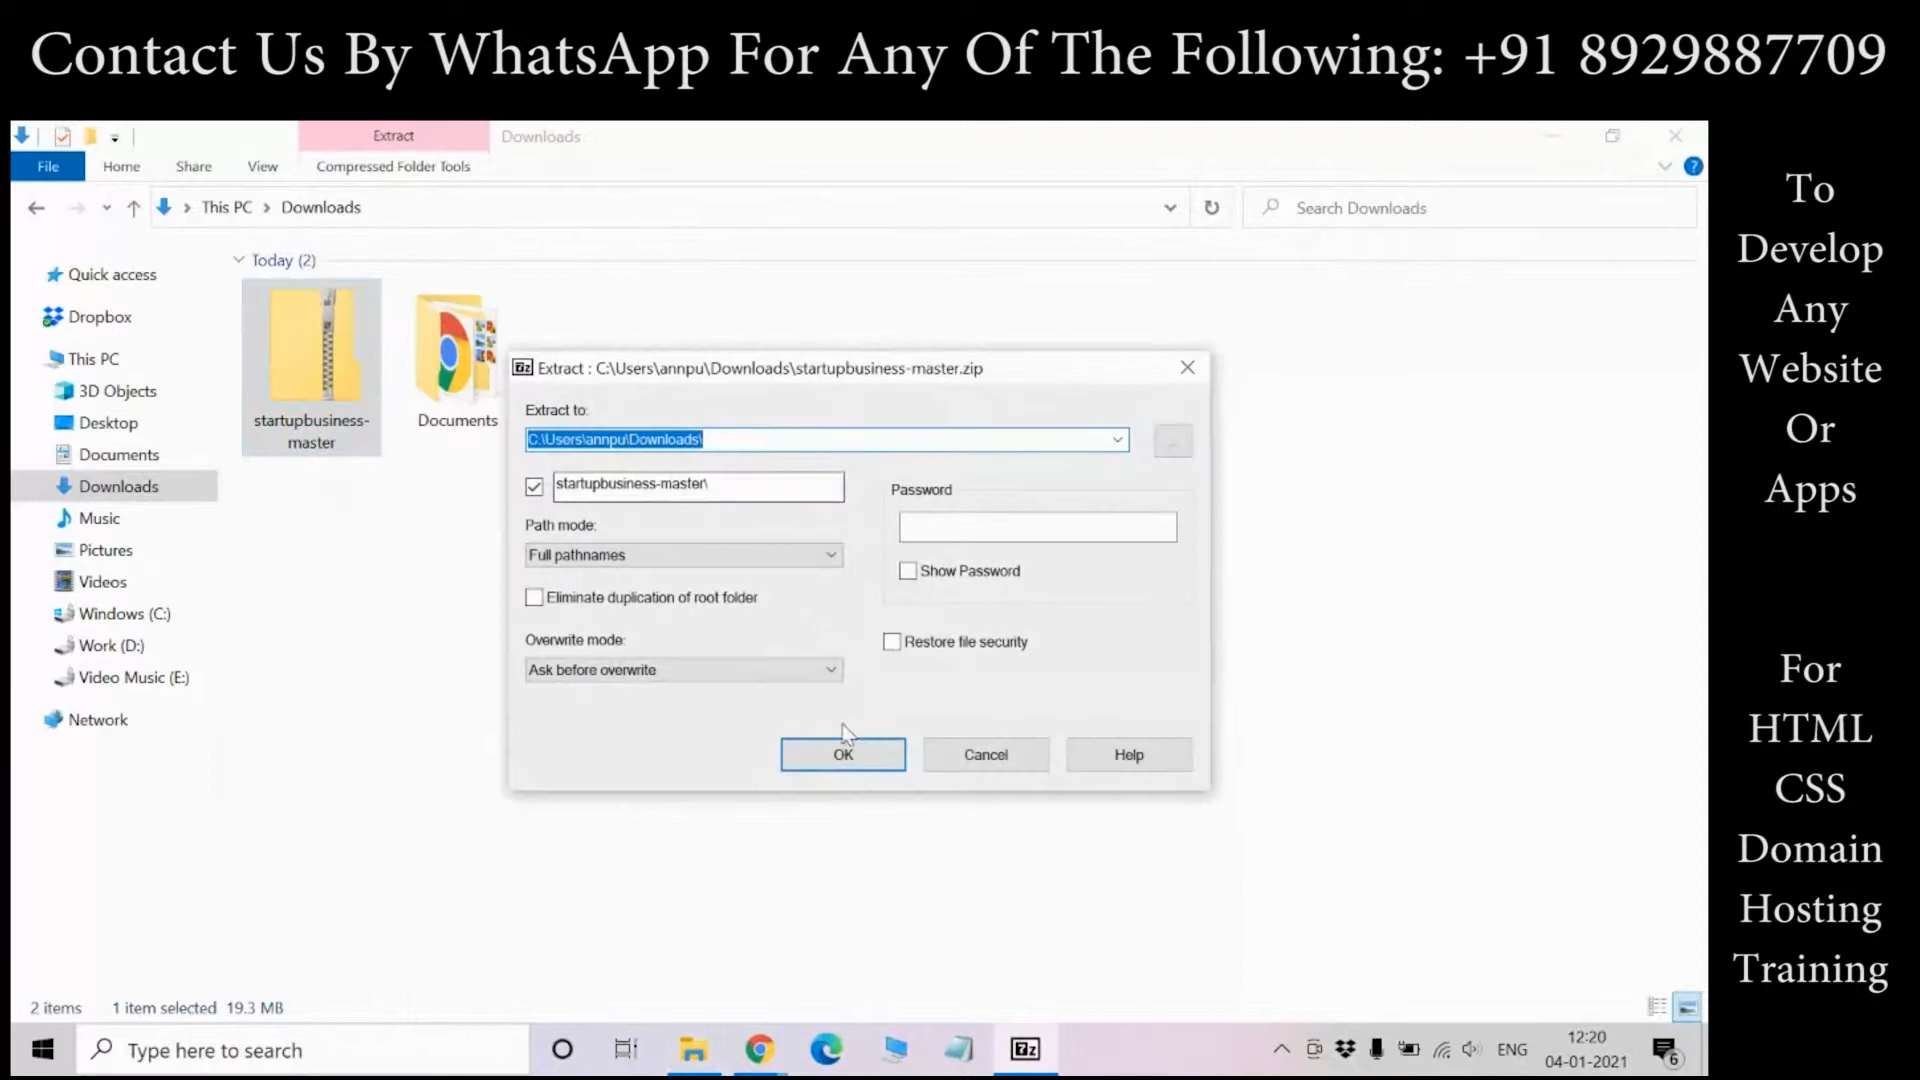 Contact Us By WhatsApp For Any Of The Following: +91 8929887709
Extract
Downloads
File
Home
Share
View
Compressed Folder Tools
?
This PC
Downloads
Search Downloads
Today (2)
Quick access
Dropbox
This PC
3D Objects
Desktop
Documents
Downloads
Music
Pictures
Videos
Windows (C:)
Work (D:)
Video Music (E:)
Network
startupbusiness-
master
Documents
7z
Extract : C:\Users\annpu\Downloads\startupbusiness-master.zip
Extract to:
C:\Users\annpu\Downloads\
...
startupbusiness-master\
Path mode:
Full pathnames
Eliminate duplication of root folder
Overwrite mode:
Ask before overwrite
Password
Show Password
Restore file security
OK
Cancel
Help
2 items
1 item selected
19.3 MB
Type here to search
7z
ENG
12:20
04-01-2021
6
To
Develop
Any
Website
Or
Apps
For
HTML
CSS
Domain
Hosting
Training